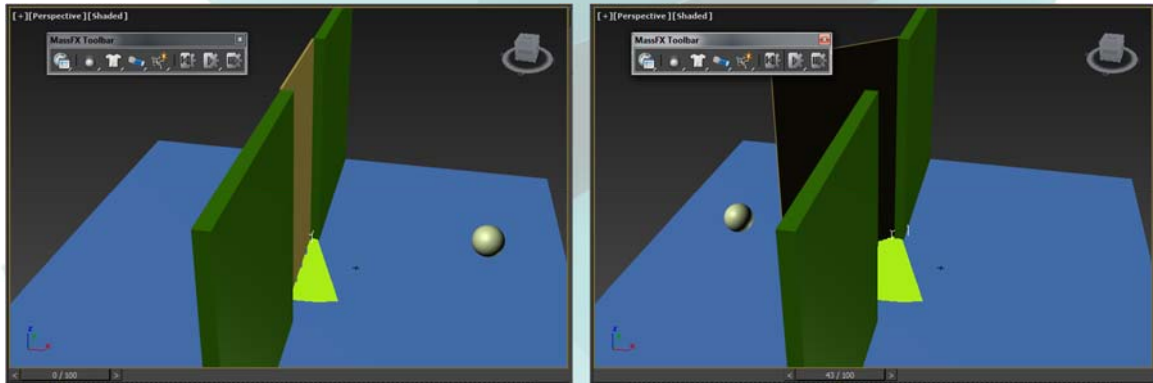 [+][Perspective][Shaded]
MassFX Toolbar
x
z
x
< 0 / 100 >
[+][Perspective][Shaded]
MassFX Toolbar
x
z
x
< 43 / 100 >